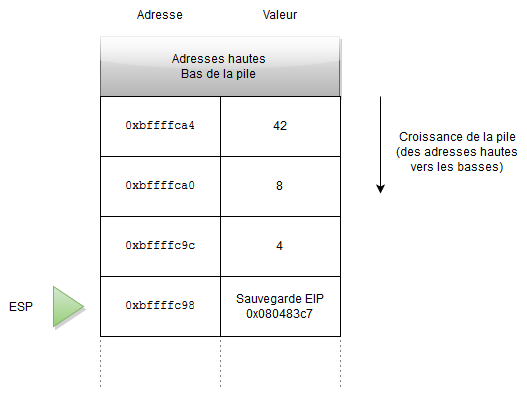 Adresse Valeur
Adresses hautes
Bas de la pile
0xbffffca4 42
Croissance de la pile
(des adresses hautes
vers les basses)
0xbffffca0 8
0xbffffc9c 4
ESP 0xbffffc98 Sauvegarde EIP
0x080483c7